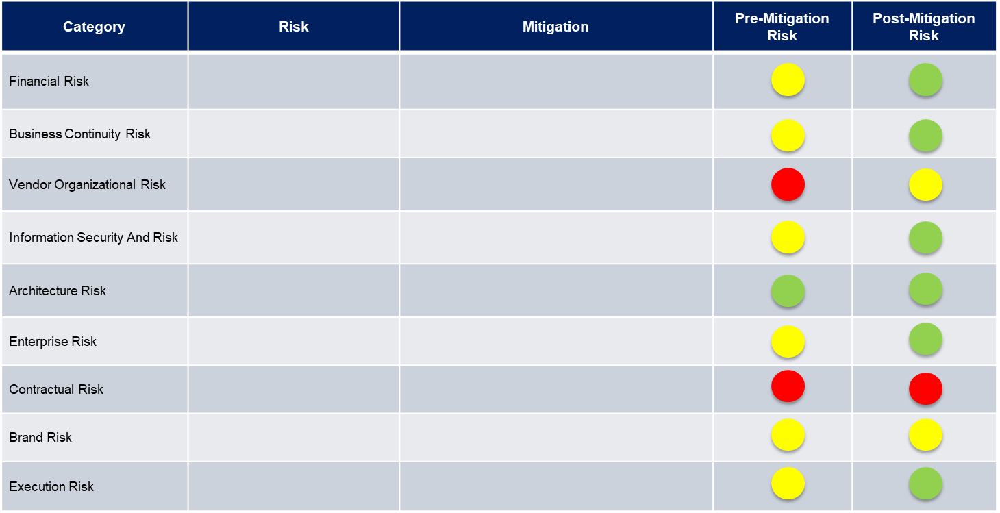 Category
Risk
Mitigation
Pre-Mitigation
Risk
Post-Mitigation
Risk
Financial Risk
Business Continuity Risk
Vendor Organizational Risk
Information Security And Risk
Architecture Risk
Enterprise Risk
Contractual Risk
Brand Risk
Execution Risk